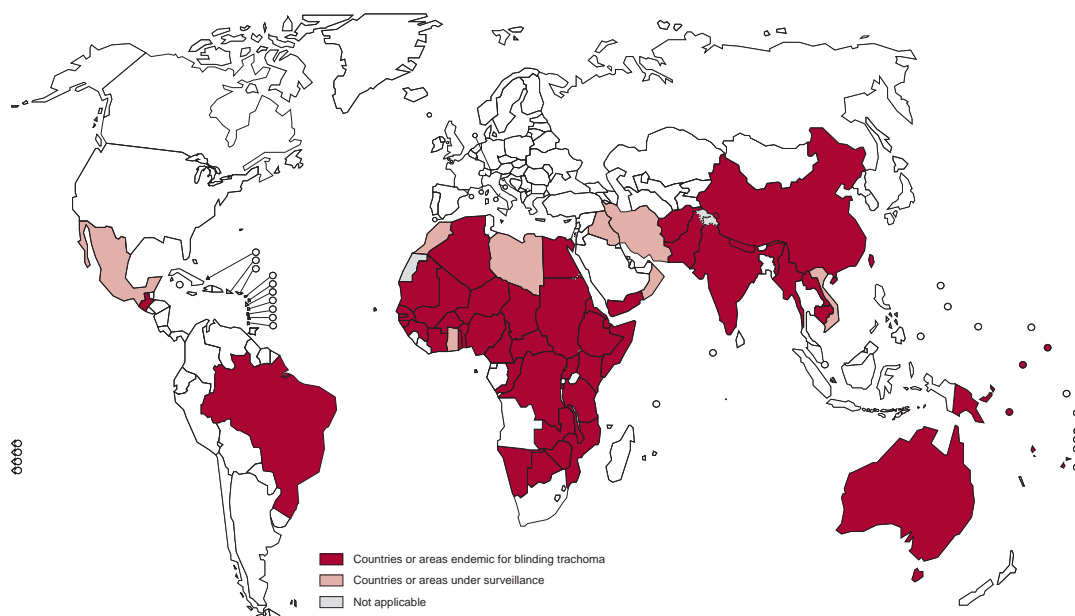 Countries or areas endemic for blinding trachoma
Countries or areas under surveillance
Not applicable